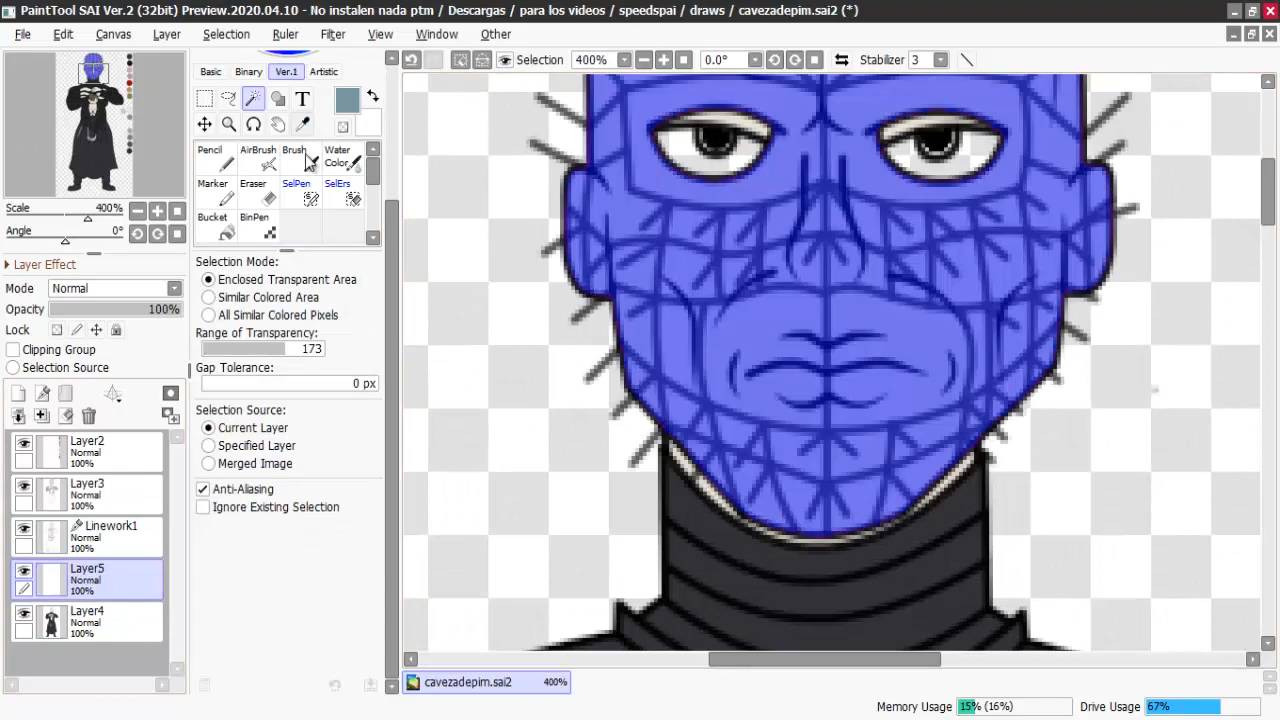 PaintTool SAI Ver.2 (32bit) Preview.2020.04.10 - No instalen nada ptm / Descargas / para los videos / speedspai / draws / cavezadepim.sai2 (*)
File Edit Canvas Layer Selection Ruler Filter View Window Other
Selection 400% 0.0° Stabilizer 3
Basic Binary Ver.1 Artistic
Pencil AirBrush Brush Water Color
Marker Eraser SelPen SelErs
Bucket BinPen
Scale 400%
Angle 0°
Layer Effect
Mode Normal
Opacity 100%
Lock
Clipping Group
Selection Source
Layer2
Normal
100%
Layer3
Normal
100%
Linework1
Normal
100%
Layer5
Normal
100%
Layer4
Normal
100%
Selection Mode:
Enclosed Transparent Area
Similar Colored Area
All Similar Colored Pixels
Range of Transparency:
173
Gap Tolerance:
0 px
Selection Source:
Current Layer
Specified Layer
Merged Image
Anti-Aliasing
Ignore Existing Selection
cavezadepim.sai2 400%
Memory Usage 15% (16%) Drive Usage 67%